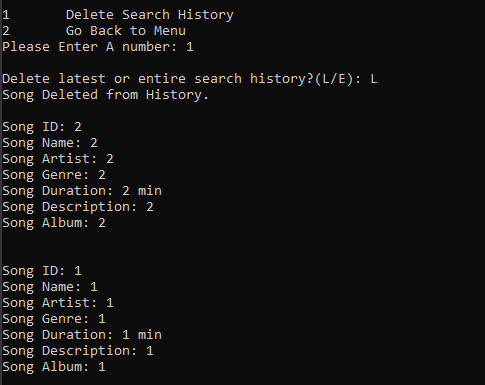 1 Delete Search History
2 Go Back to Menu
Please Enter A number: 1
Delete latest or entire search history?(L/E): L
Song Deleted from History.
Song ID: 2
Song Name: 2
Song Artist: 2
Song Genre: 2
Song Duration: 2 min
Song Description: 2
Song Album: 2
Song ID: 1
Song Name: 1
Song Artist: 1
Song Genre: 1
Song Duration: 1 min
Song Description: 1
Song Album: 1